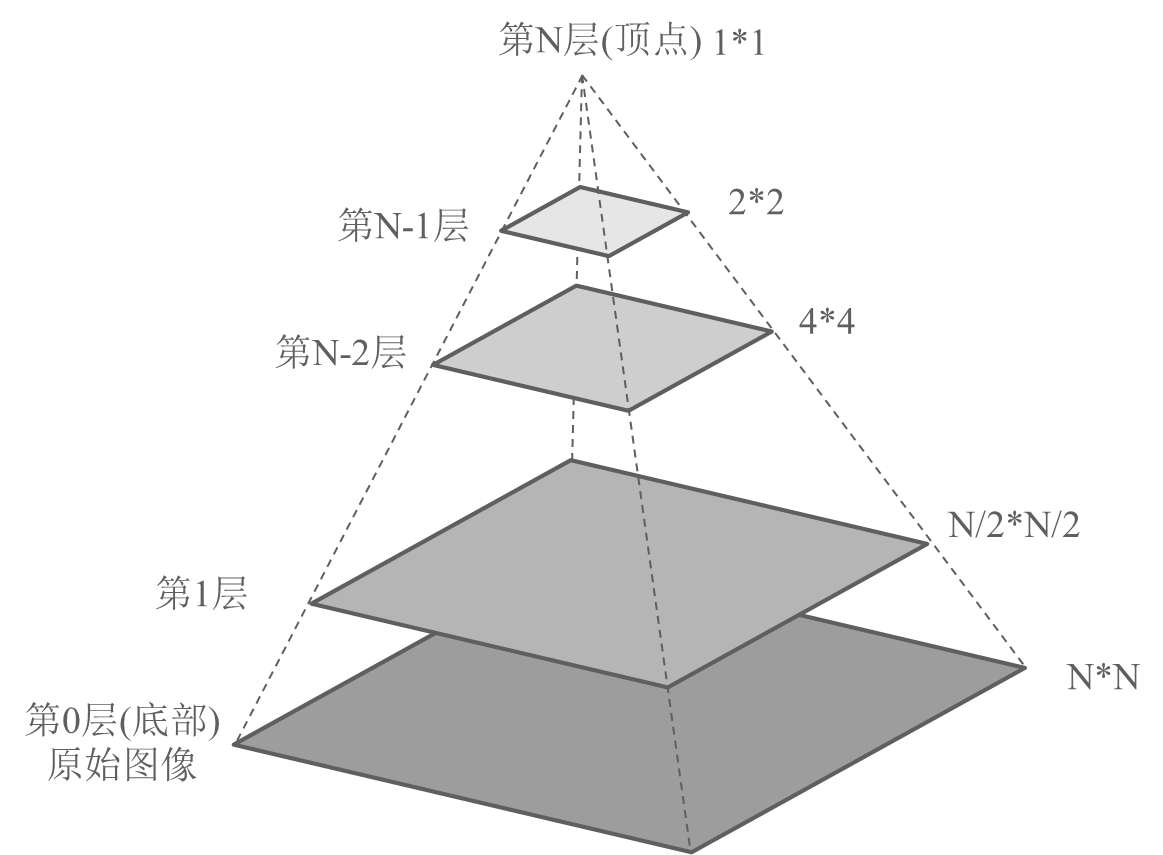 第N层(顶点) 1*1
第N-1层
2*2
第N-2层
4*4
第1层
N/2*N/2
第0层(底部)
原始图像
N*N